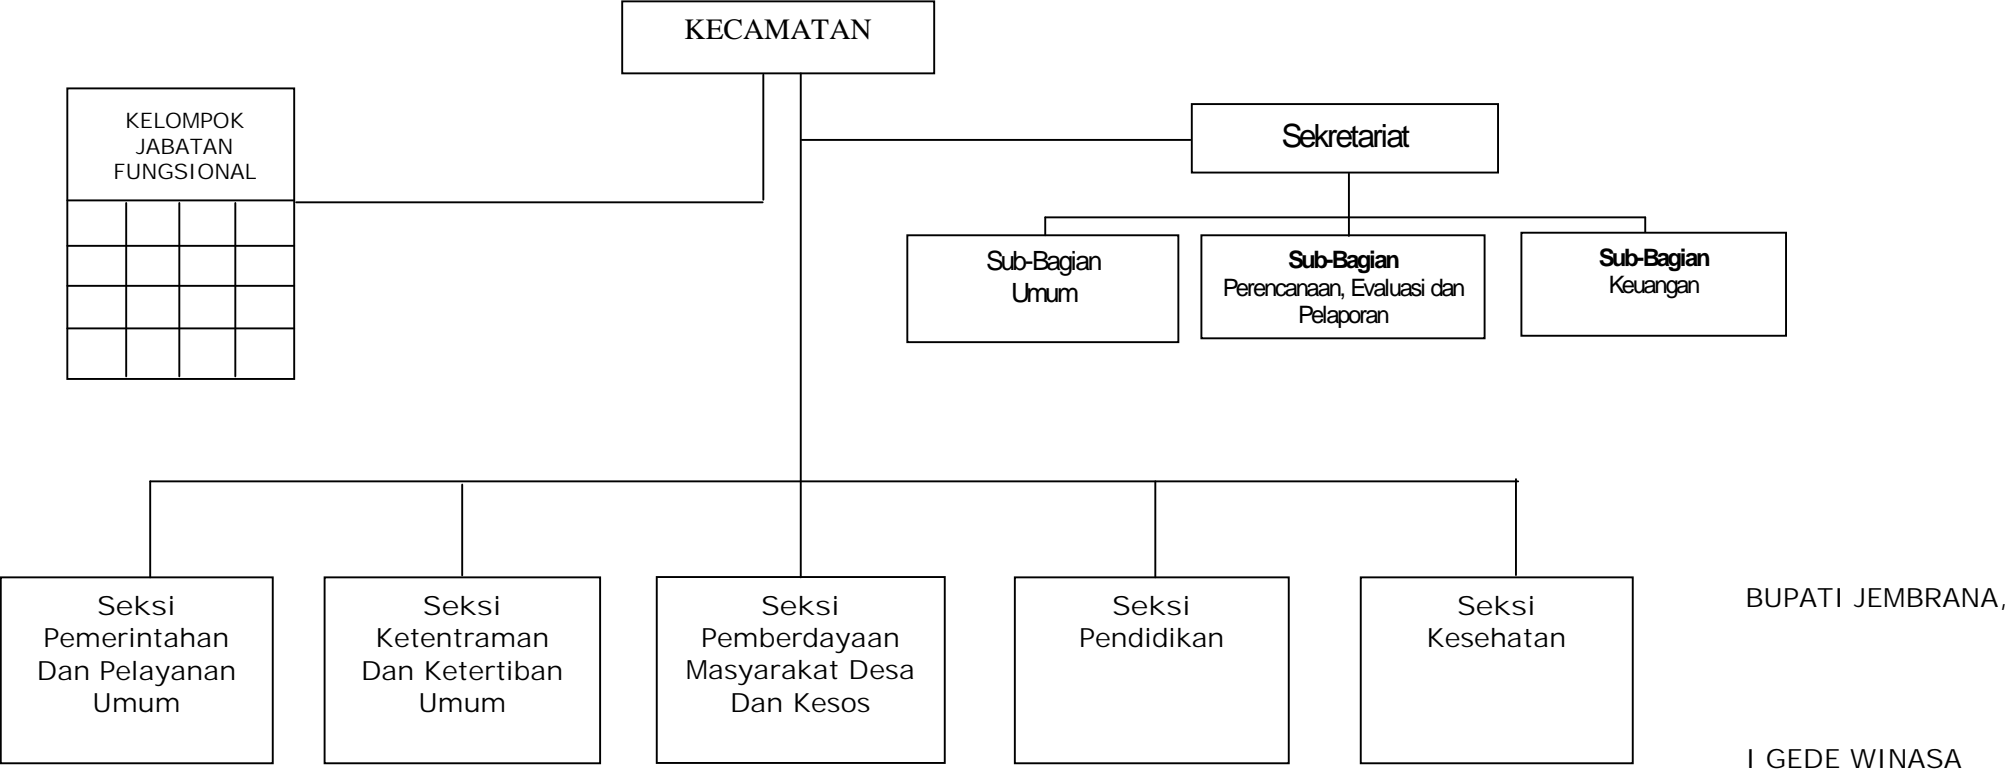 KECAMATAN
KELOMPOK
JABATAN
FUNGSIONAL
Sekretariat
Sub-Bagian
Umum
Sub-Bagian
Perencanaan, Evaluasi dan
Pelaporan
Sub-Bagian
Keuangan
Seksi
Pemerintahan
Dan Pelayanan
Umum
Seksi
Ketentraman
Dan Ketertiban
Umum
Seksi
Pemberdayaan
Masyarakat Desa
Dan Kesos
Seksi
Pendidikan
Seksi
Kesehatan
BUPATI JEMBRANA,
I GEDE WINASA